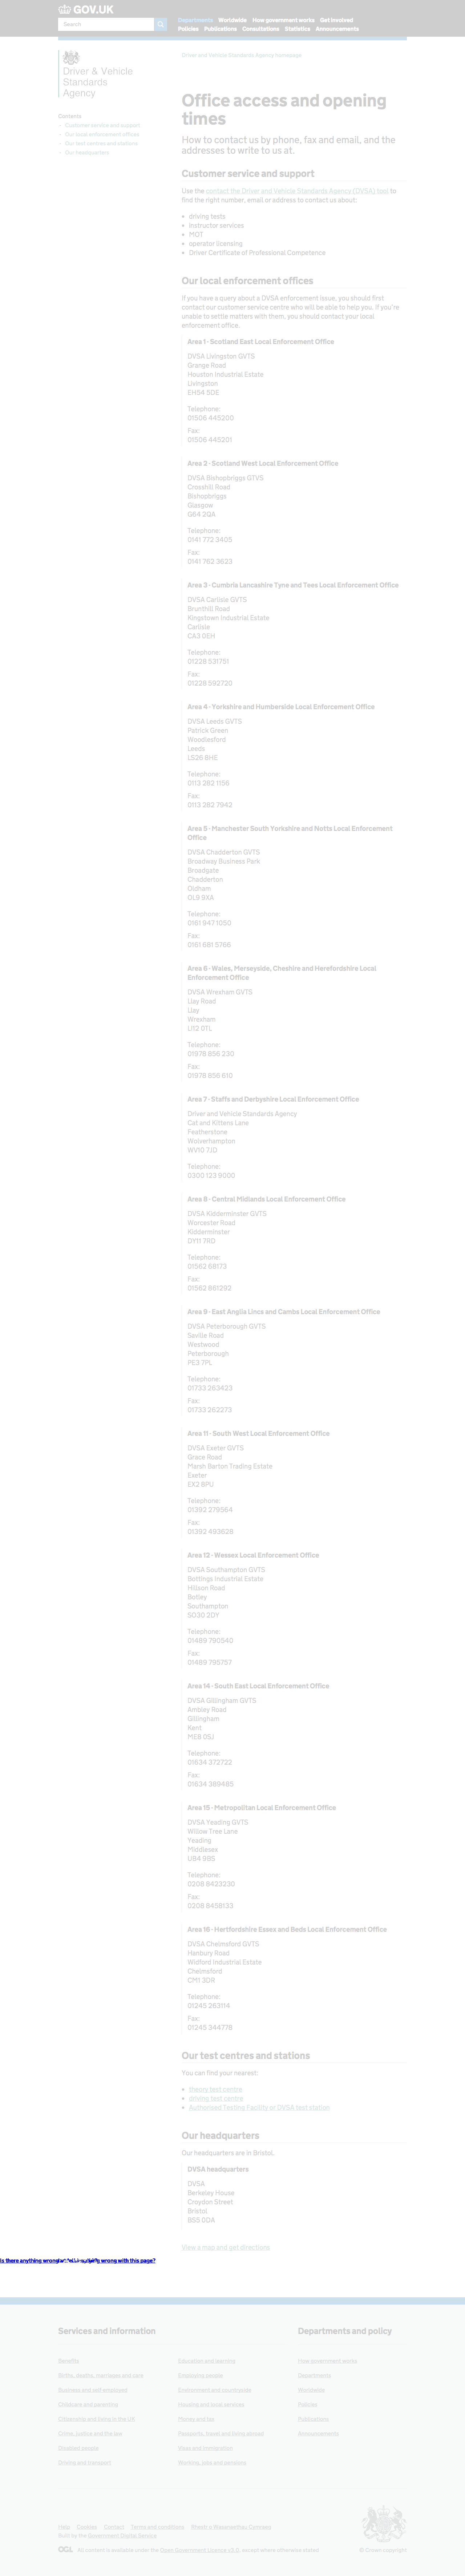 GOV.UK
Search
Departments Worldwide How government works Get involved
Policies Publications Consultations Statistics Announcements
Driver & Vehicle
Standards
Agency
Driver and Vehicle Standards Agency homepage
Contents
Customer service and support
Our local enforcement offices
Our test centres and stations
Our headquarters
Office access and opening
times
How to contact us by phone, fax and email, and the
addresses to write to us at.
Customer service and support
Use the contact the Driver and Vehicle Standards Agency (DVSA) tool to
find the right number, email or address to contact us about:
driving tests
instructor services
MOT
operator licensing
Driver Certificate of Professional Competence
Our local enforcement offices
If you have a query about a DVSA enforcement issue, you should first
contact our customer service centre who will be able to help you. If you're
unable to settle matters with them, you should contact your local
enforcement office.
Area 1 - Scotland East Local Enforcement Office
DVSA Livingston GVTS
Grange Road
Houston Industrial Estate
Livingston
EH54 5DE
Telephone:
01506 445200
Fax:
01506 445201
Area 2 - Scotland West Local Enforcement Office
DVSA Bishopbriggs GTVS
Crosshill Road
Bishopbriggs
Glasgow
G64 2QA
Telephone:
0141 772 3405
Fax:
0141 762 3623
Area 3 - Cumbria Lancashire Tyne and Tees Local Enforcement Office
DVSA Carlisle GVTS
Brunthill Road
Kingstown Industrial Estate
Carlisle
CA3 0EH
Telephone:
01228 531751
Fax:
01228 592720
Area 4 - Yorkshire and Humberside Local Enforcement Office
DVSA Leeds GVTS
Patrick Green
Woodlesford
Leeds
LS26 8HE
Telephone:
0113 282 1156
Fax:
0113 282 7942
Area 5 - Manchester South Yorkshire and Notts Local Enforcement
Office
DVSA Chadderton GVTS
Broadway Business Park
Broadgate
Chadderton
Oldham
OL9 9XA
Telephone:
0161 947 1050
Fax:
0161 681 5766
Area 6 - Wales, Merseyside, Cheshire and Herefordshire Local
Enforcement Office
DVSA Wrexham GVTS
Llay Road
Llay
Wrexham
Ll12 0TL
Telephone:
01978 856 230
Fax:
01978 856 610
Area 7 - Staffs and Derbyshire Local Enforcement Office
Driver and Vehicle Standards Agency
Cat and Kittens Lane
Featherstone
Wolverhampton
WV10 7JD
Telephone:
0300 123 9000
Area 8 - Central Midlands Local Enforcement Office
DVSA Kidderminster GVTS
Worcester Road
Kidderminster
DY11 7RD
Telephone:
01562 68173
Fax:
01562 861292
Area 9 - East Anglia Lincs and Cambs Local Enforcement Office
DVSA Peterborough GVTS
Saville Road
Westwood
Peterborough
PE3 7PL
Telephone:
01733 263423
Fax:
01733 262273
Area 11 - South West Local Enforcement Office
DVSA Exeter GVTS
Grace Road
Marsh Barton Trading Estate
Exeter
EX2 8PU
Telephone:
01392 279564
Fax:
01392 493628
Area 12 - Wessex Local Enforcement Office
DVSA Southampton GVTS
Bottings Industrial Estate
Hillson Road
Botley
Southampton
SO30 2DY
Telephone:
01489 790540
Fax:
01489 795757
Area 14 - South East Local Enforcement Office
DVSA Gillingham GVTS
Ambley Road
Gillingham
Kent
ME8 0SJ
Telephone:
01634 372722
Fax:
01634 389485
Area 15 - Metropolitan Local Enforcement Office
DVSA Yeading GVTS
Willow Tree Lane
Yeading
Middlesex
UB4 9BS
Telephone:
0208 8423230
Fax:
0208 8458133
Area 16 - Hertfordshire Essex and Beds Local Enforcement Office
DVSA Chelmsford GVTS
Hanbury Road
Widford Industrial Estate
Chelmsford
CM1 3DR
Telephone:
01245 263114
Fax:
01245 344779
Our test centres and stations
You can find your nearest:
theory test centre
driving test centre
Authorised Testing Facility or DVSA test station
Our headquarters
Our headquarters are in Bristol.
DVSA headquarters
DVSA
Berkeley House
Croydon Street
Bristol
BS5 0DA
View a map and get directions
Is there anything wrong with this page?
Services and information
Departments and policy
Benefits
Education and learning
How government works
Births, deaths, marriages and care
Employing people
Departments
Business and self-employed
Environment and countryside
Worldwide
Childcare and parenting
Housing and local services
Policies
Citizenship and living in the UK
Money and tax
Publications
Crime, justice and the law
Passports, travel and living abroad
Announcements
Disabled people
Visas and immigration
Driving and transport
Working, jobs and pensions
Help Cookies Contact Terms and conditions Rhestr o Wasanaethau Cymraeg
Built by the Government Digital Service
OGL All content is available under the Open Government Licence v3.0, except where otherwise stated
© Crown copyright